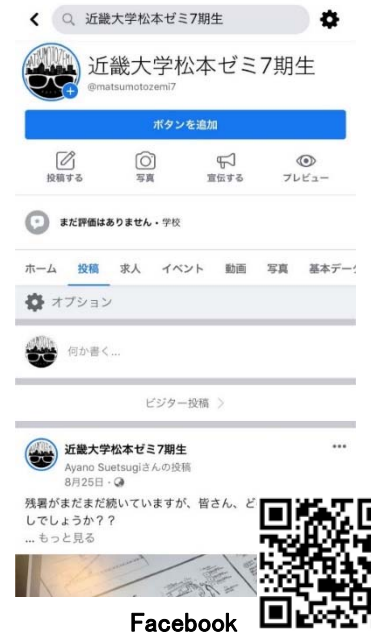 近畿大学松本ゼミ7期生
近畿大学松本ゼミ7期生
@matsumotozemi7
ボタンを追加
投稿する 写真 宣伝する プレビュー
まだ評価はありません・学校
ホーム 投稿 求人 イベント 動画 写真 基本データ
オプション
何か書く...
ビジター投稿
近畿大学松本ゼミ7期生
Ayano Suetsugiさんの投稿
8月25日・
残暑がまだまだ続いていますが、皆さん、ど
しでしょうか??
... もっと見る
Facebook